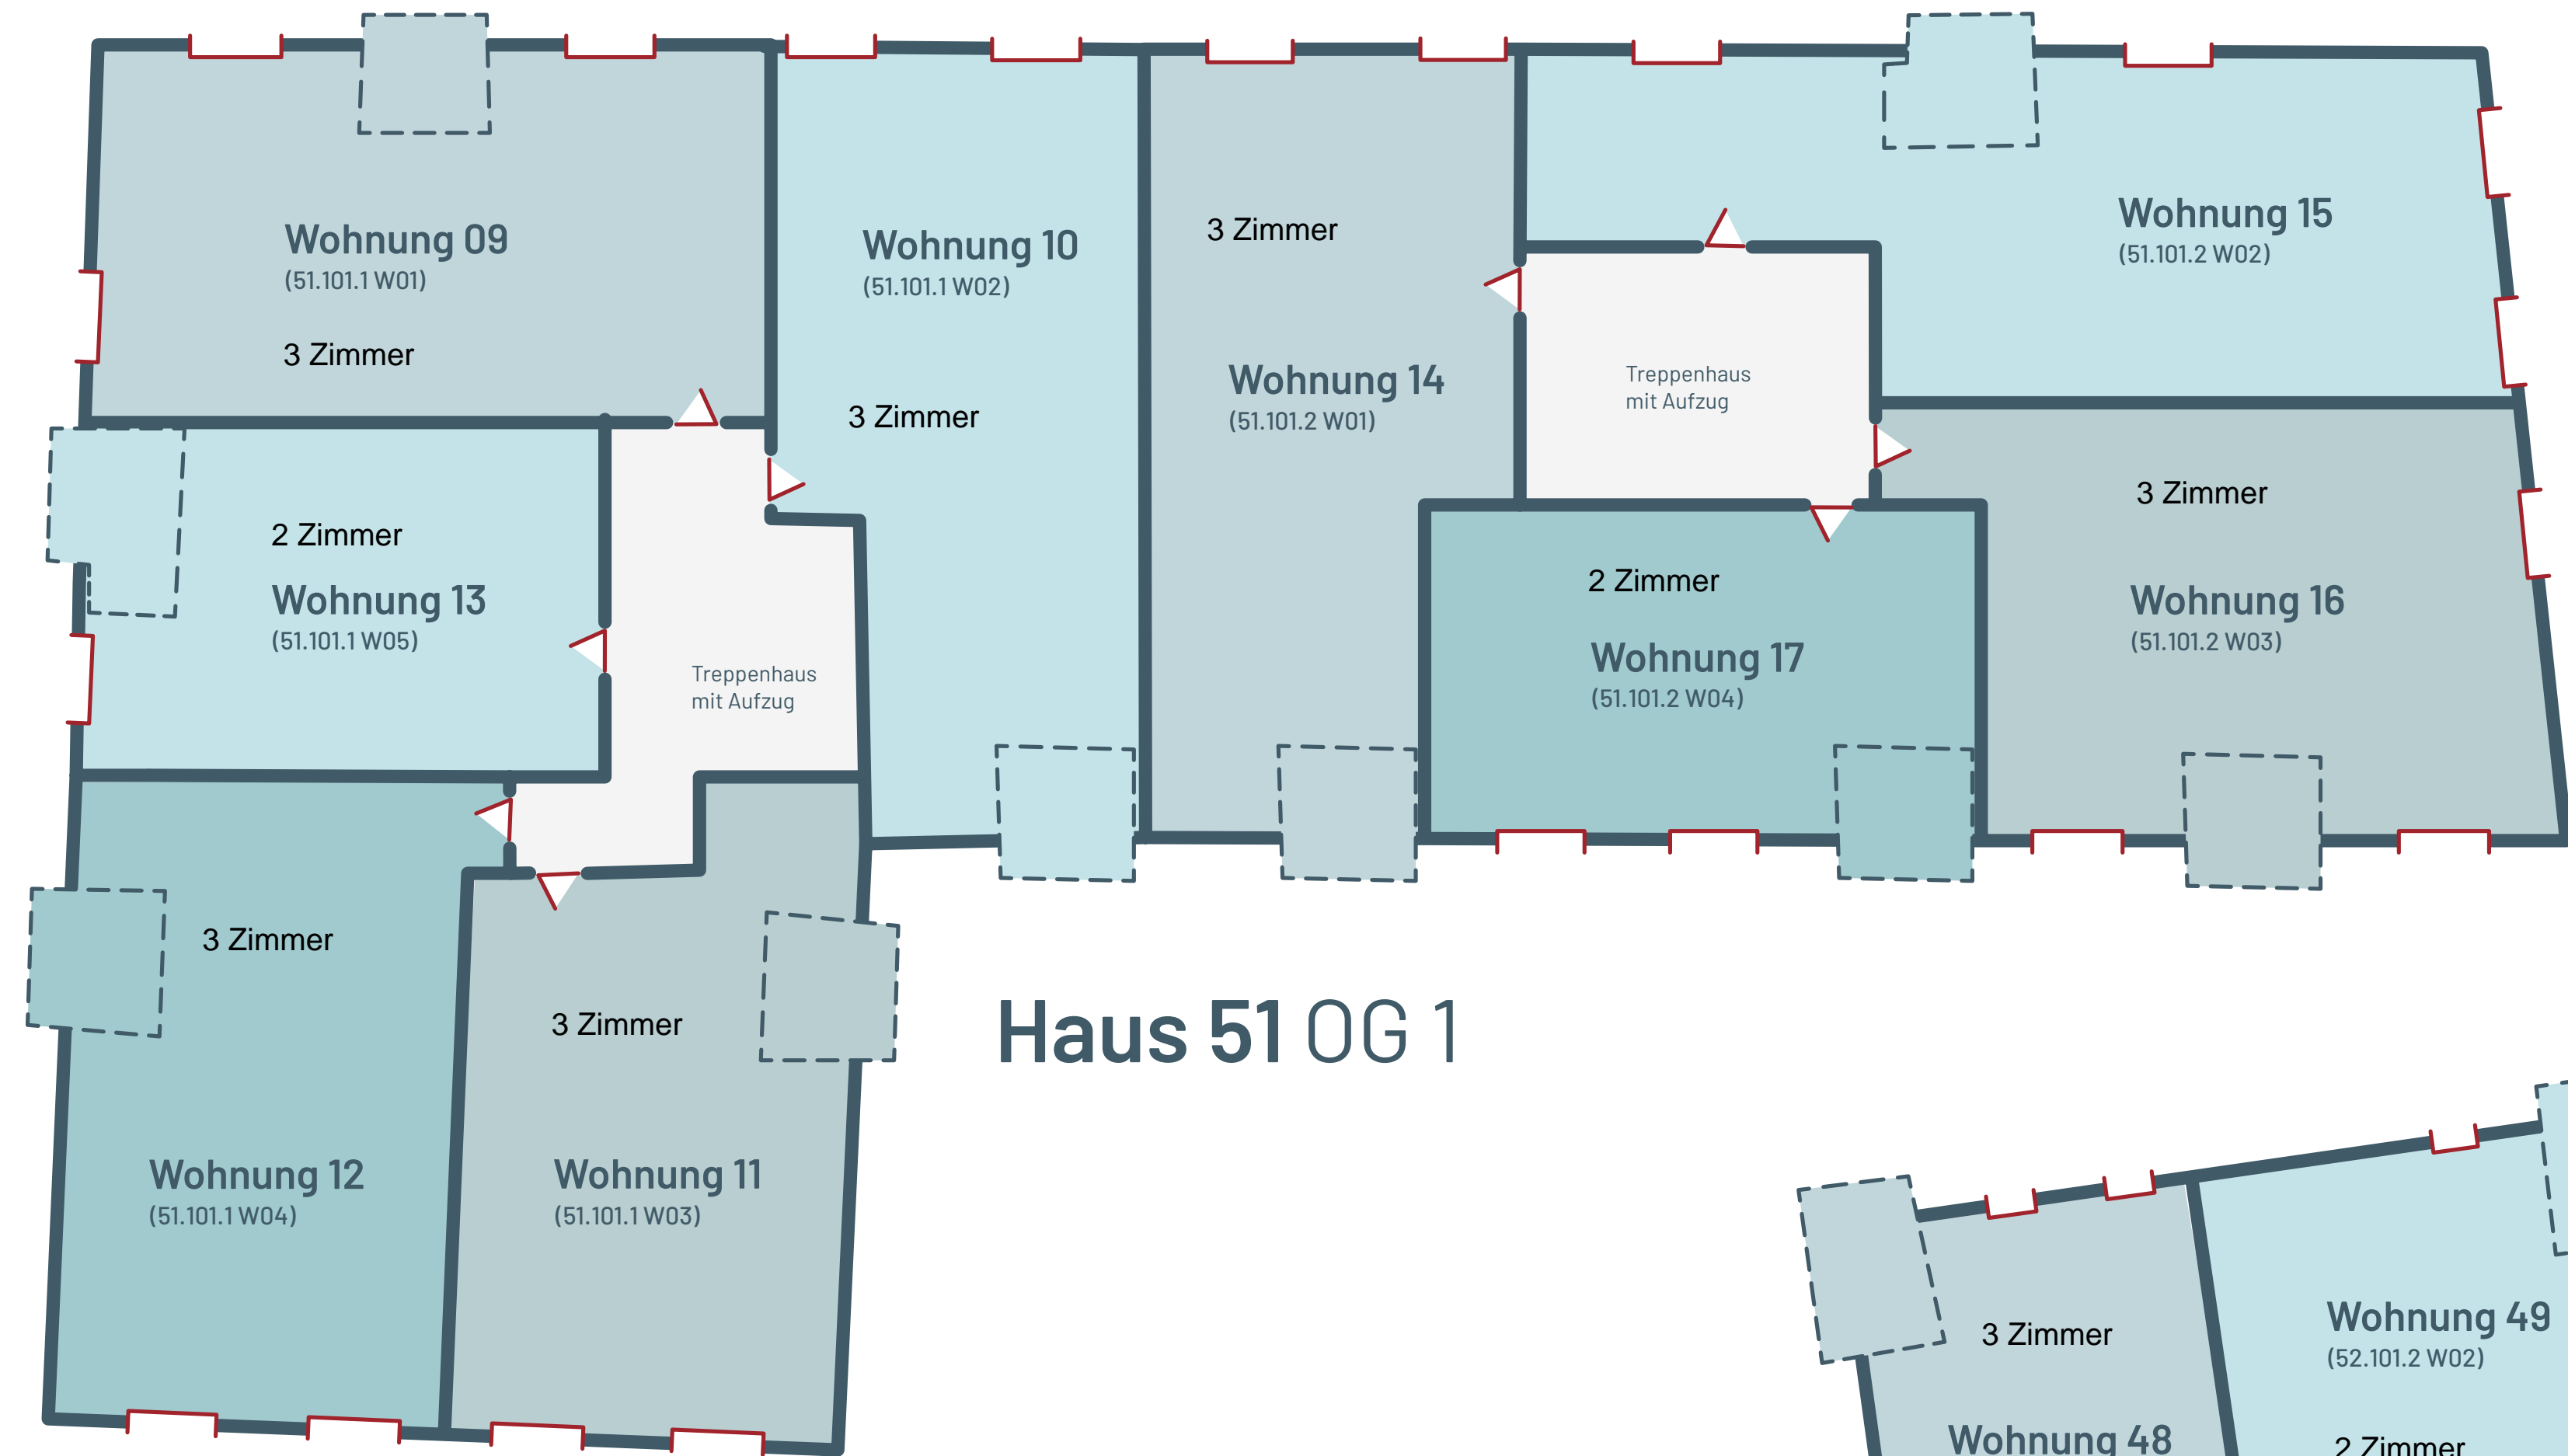 Wohnung 09
(51.101.1 W01)
3 Zimmer
Wohnung 10
(51.101.1 W02)
3 Zimmer
3 Zimmer
Wohnung 14
(51.101.2 W01)
Wohnung 15
(51.101.2 W02)
Treppenhaus
mit Aufzug
3 Zimmer
Wohnung 16
(51.101.2 W03)
2 Zimmer
Wohnung 13
(51.101.1 W05)
Treppenhaus
mit Aufzug
2 Zimmer
Wohnung 17
(51.101.2 W04)
3 Zimmer
Wohnung 12
(51.101.1 W04)
3 Zimmer
Wohnung 11
(51.101.1 W03)
Haus 51 OG 1
3 Zimmer
Wohnung 48
Wohnung 49
(52.101.2 W02)
2 Zimmer